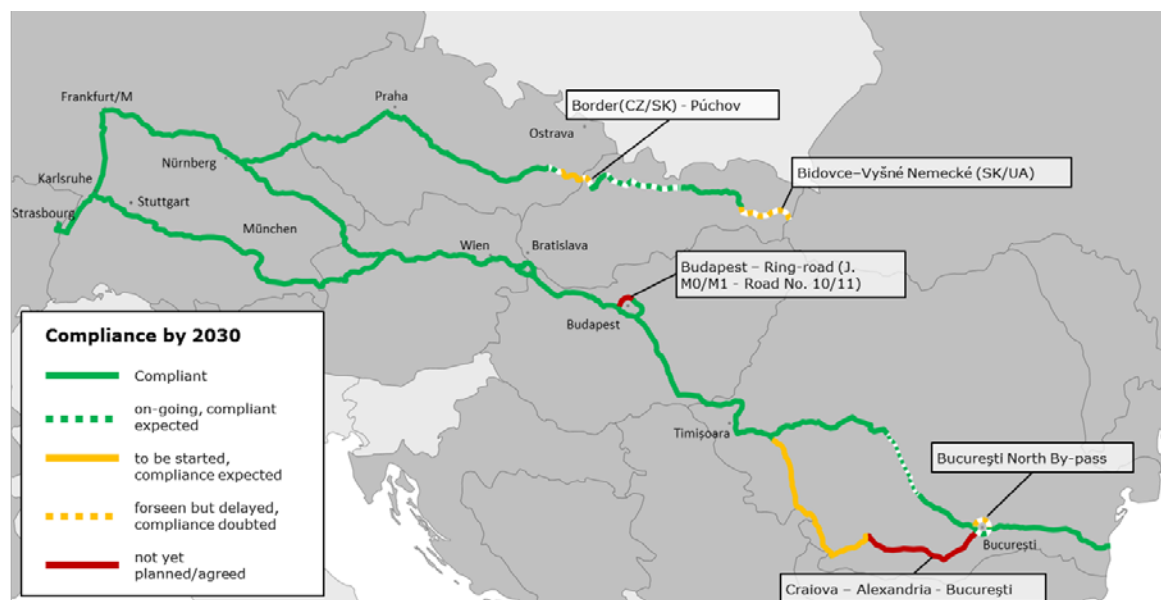 Frankfurt/M
Praha
Border(CZ/SK) - Púchov
Ostrava
Nürnberg
Bidovce–Vyšné Nemecké (SK/UA)
Karlsruhe
Stuttgart
Strasbourg
München
Wien
Bratislava
Budapest – Ring-road (J.
M0/M1 - Road No. 10/11)
Budapest
Compliance by 2030
Compliant
on-going, compliant
expected
to be started,
compliance expected
forseen but delayed,
compliance doubted
not yet
planned/agreed
Timișoara
Bucureşti North By-pass
Bucureşti
Craiova – Alexandria - Bucureşti